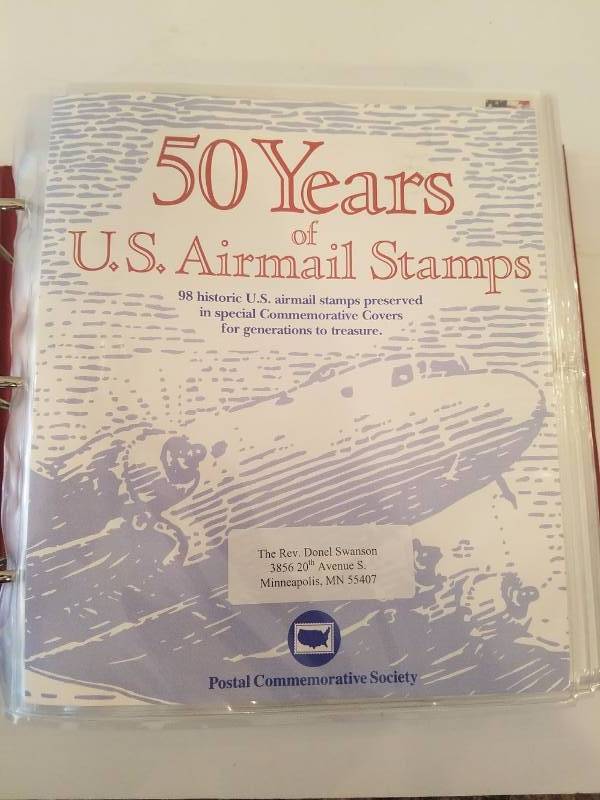 50 Years
of
U.S. Airmail Stamps
98 historic U.S. airmail stamps preserved
in special Commemorative Covers
for generations to treasure.
The Rev. Donel Swanson
3856 20th Avenue S.
Minneapolis, MN 55407
Postal Commemorative Society